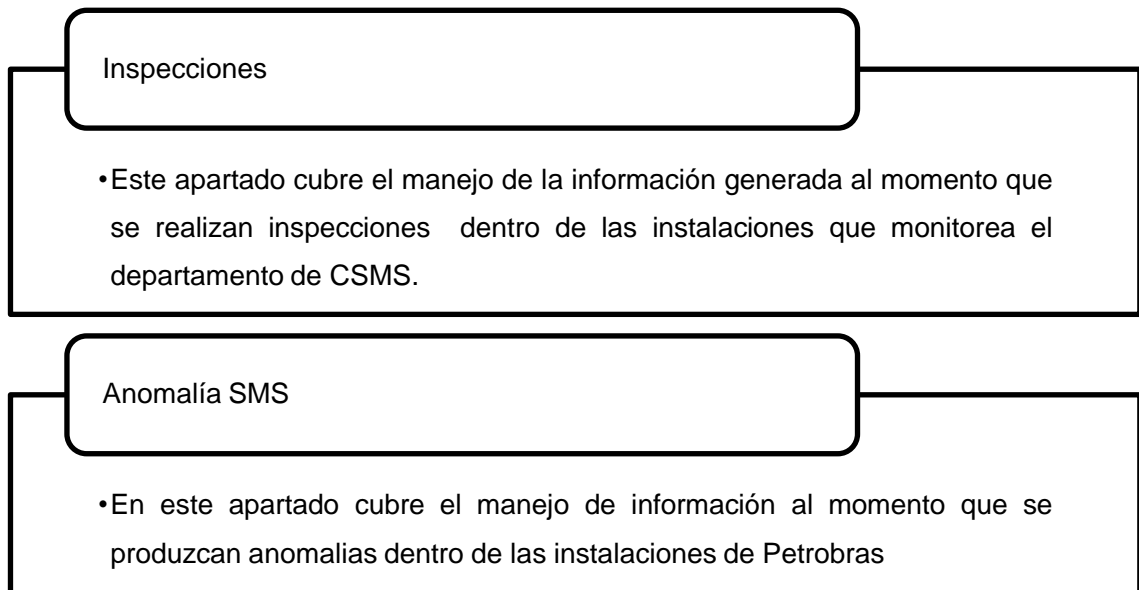 Inspecciones
•Este apartado cubre el manejo de la información generada al momento que
se realizan inspecciones dentro de las instalaciones que monitorea el
departamento de CSMS.
Anomalía SMS
•En este apartado cubre el manejo de información al momento que se
produzcan anomalias dentro de las instalaciones de Petrobras